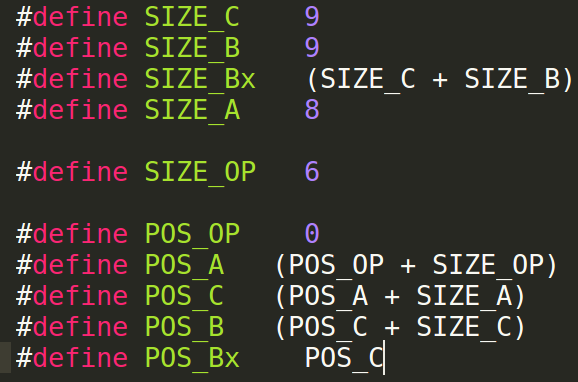 #define SIZE_C    9
#define SIZE_B    9
#define SIZE_Bx   (SIZE_C + SIZE_B)
#define SIZE_A    8
#define SIZE_OP   6
#define POS_OP    0
#define POS_A   (POS_OP + SIZE_OP)
#define POS_C   (POS_A + SIZE_A)
#define POS_B   (POS_C + SIZE_C)
#define POS_Bx    POS_C